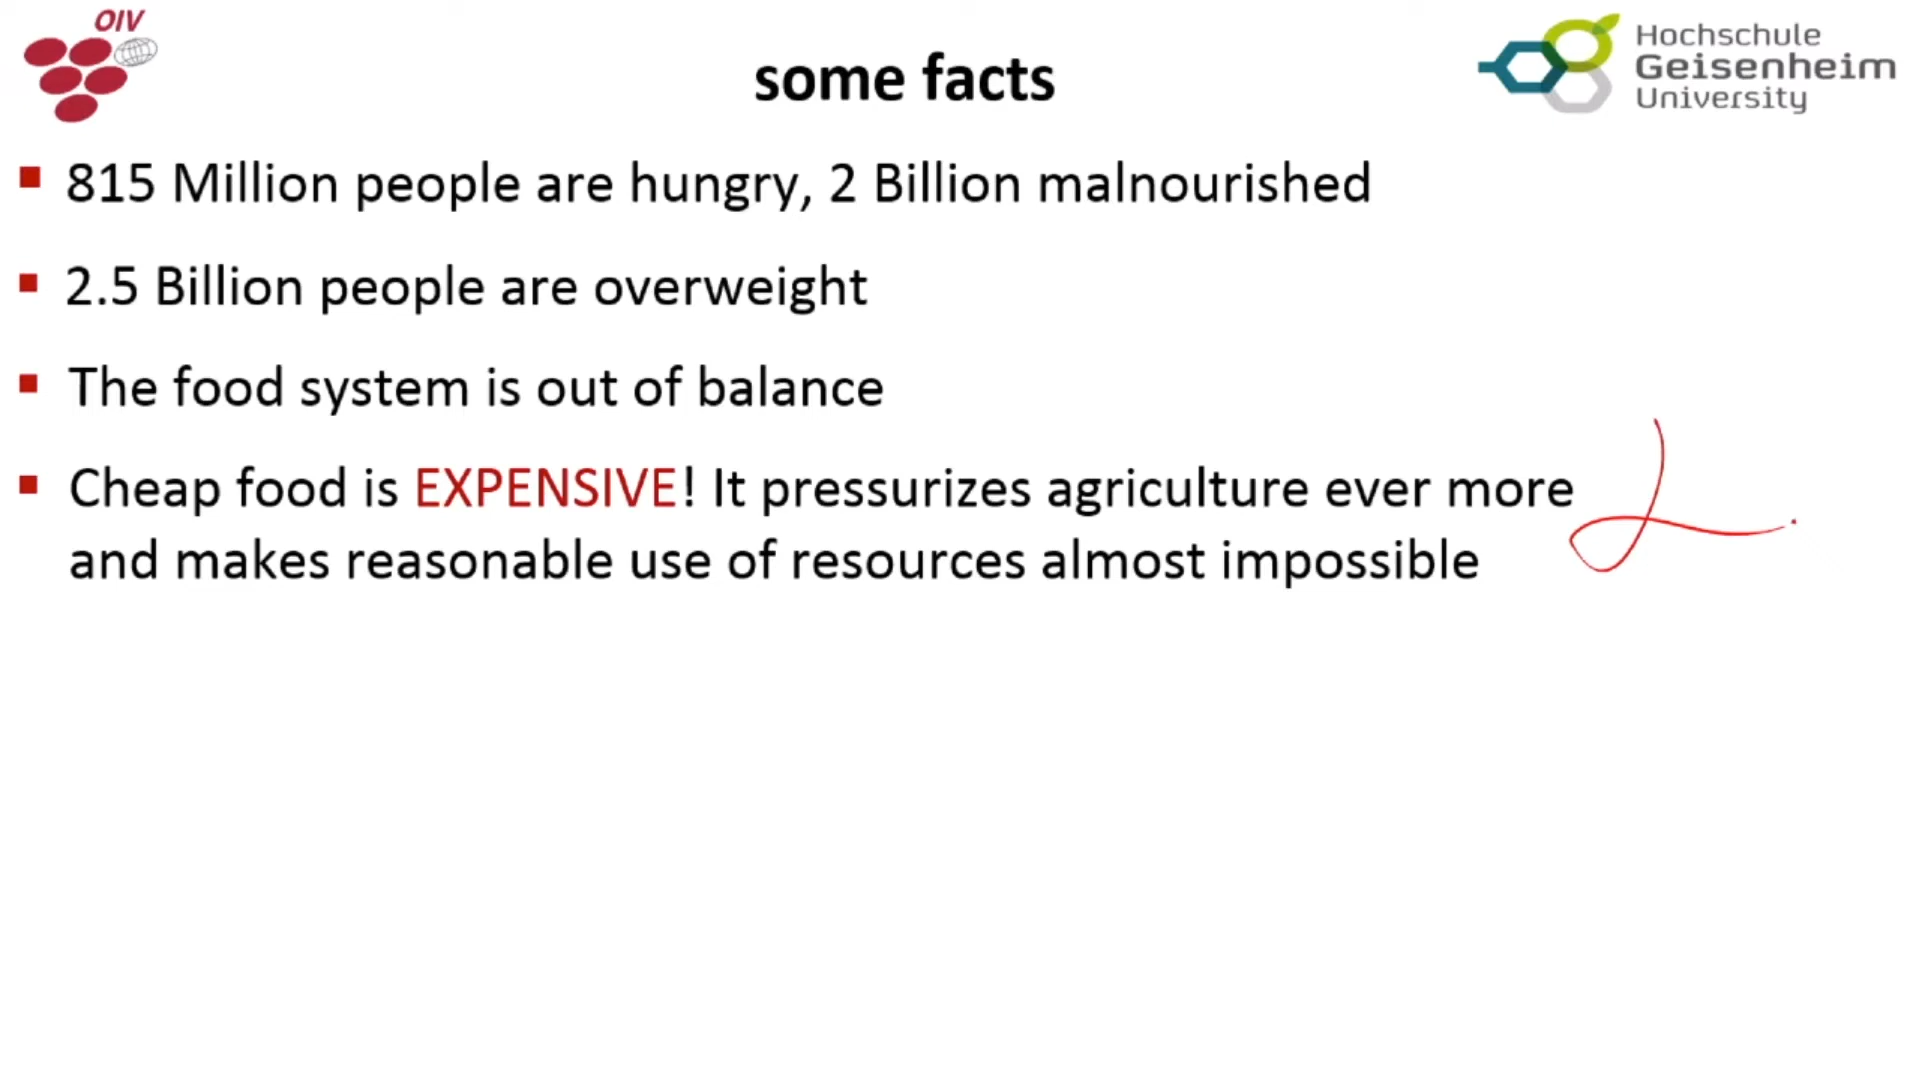 OIV
some facts
Hochschule
Geisenheim
University
815 Million people are hungry, 2 Billion malnourished
2.5 Billion people are overweight
The food system is out of balance
Cheap food is EXPENSIVE! It pressurizes agriculture ever more
and makes reasonable use of resources almost impossible